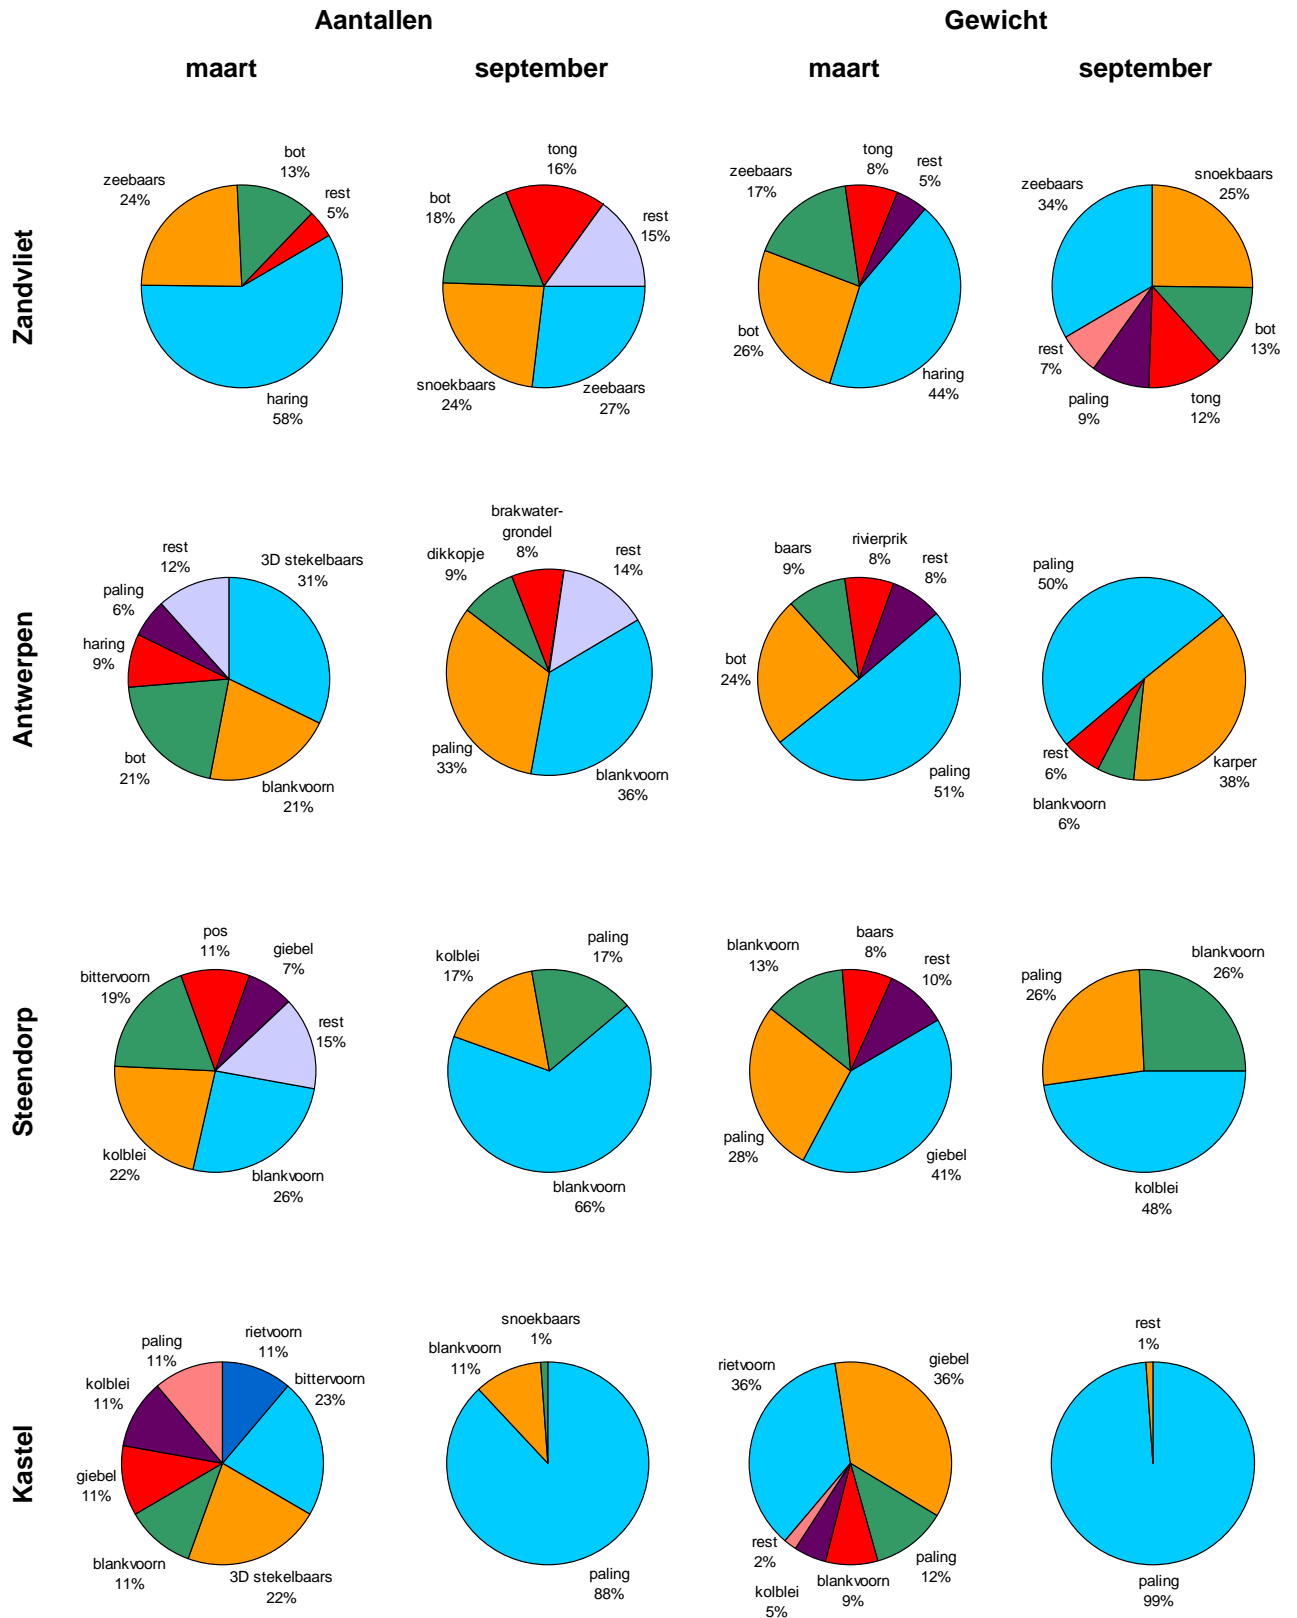 Aantallen
Gewicht
maart
september
maart
september
Zandvliet
zeebaars
24%
bot
13%
rest
5%
haring
58%
bot
18%
tong
16%
rest
15%
snoekbaars
24%
zeebaars
27%
zeebaars
17%
tong
8%
rest
5%
bot
26%
haring
44%
zeebaars
34%
snoekbaars
25%
bot
13%
rest
7%
paling
9%
tong
12%
Antwerpen
rest
12%
3D stekelbaars
31%
paling
6%
haring
9%
bot
21%
blankvoorn
21%
brakwater-
grondel
8%
dikkopje
9%
rest
14%
paling
33%
blankvoorn
36%
baars
9%
rivierprik
8%
rest
8%
bot
24%
paling
51%
paling
50%
rest
6%
blankvoorn
6%
karper
38%
Steendorp
pos
11%
giebel
7%
bittervoorn
19%
rest
15%
kolblei
22%
blankvoorn
26%
kolblei
17%
paling
17%
blankvoorn
66%
blankvoorn
13%
baars
8%
rest
10%
paling
28%
giebel
41%
paling
26%
blankvoorn
26%
kolblei
48%
Kastel
paling
11%
rietvoorn
11%
kolblei
11%
bittervoorn
23%
giebel
11%
blankvoorn
11%
3D stekelbaars
22%
snoekbaars
1%
blankvoorn
11%
paling
88%
rietvoorn
36%
giebel
36%
rest
2%
kolblei
5%
blankvoorn
9%
paling
12%
rest
1%
paling
99%